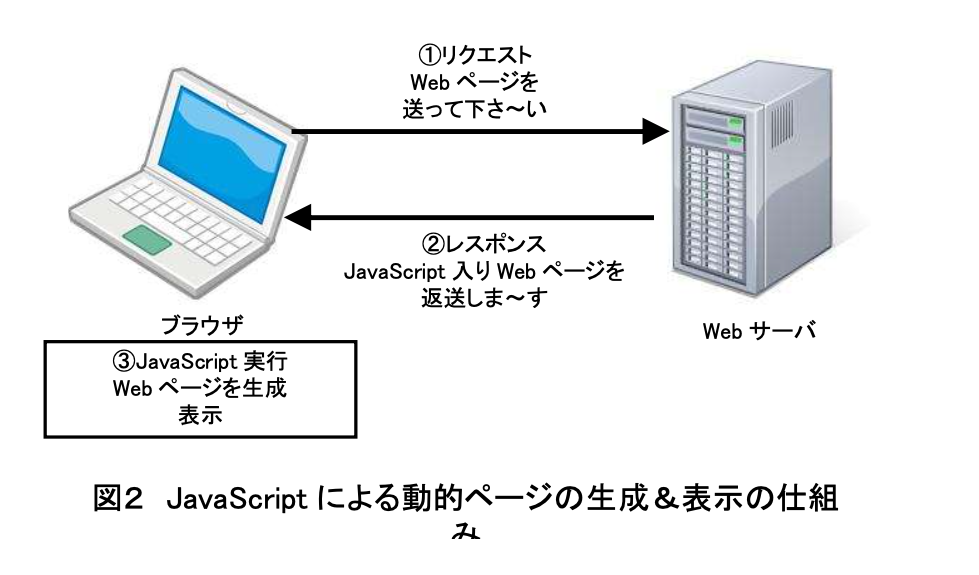 ①リクエスト
Web ページを
送って下さ～い
②レスポンス
JavaScript 入り Web ページを
返送しま～す
ブラウザ
Web サーバ
③JavaScript 実行
Web ページを生成
表示
図２ JavaScript による動的ページの生成＆表示の仕組
み